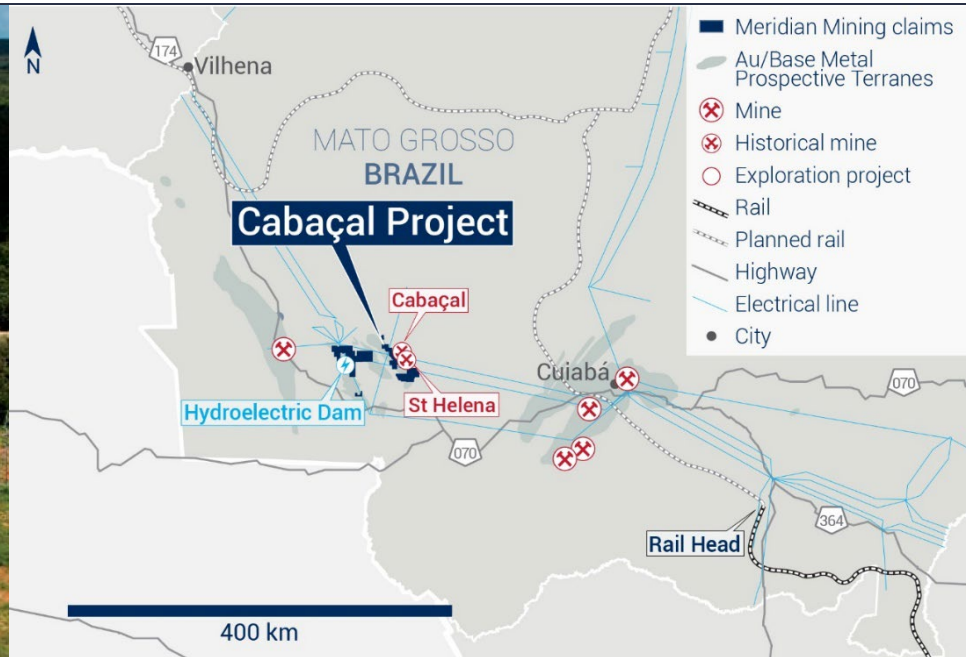 N
174
Vilhena
MATO GROSSO
BRAZIL
Cabaçal Project
Cabaçal
St Helena
Hydroelectric Dam
Cuiabá
070
070
364
Rail Head
400 km
Meridian Mining claims
Au/Base Metal
Prospective Terranes
Mine
Historical mine
Exploration project
Rail
Planned rail
Highway
Electrical line
City